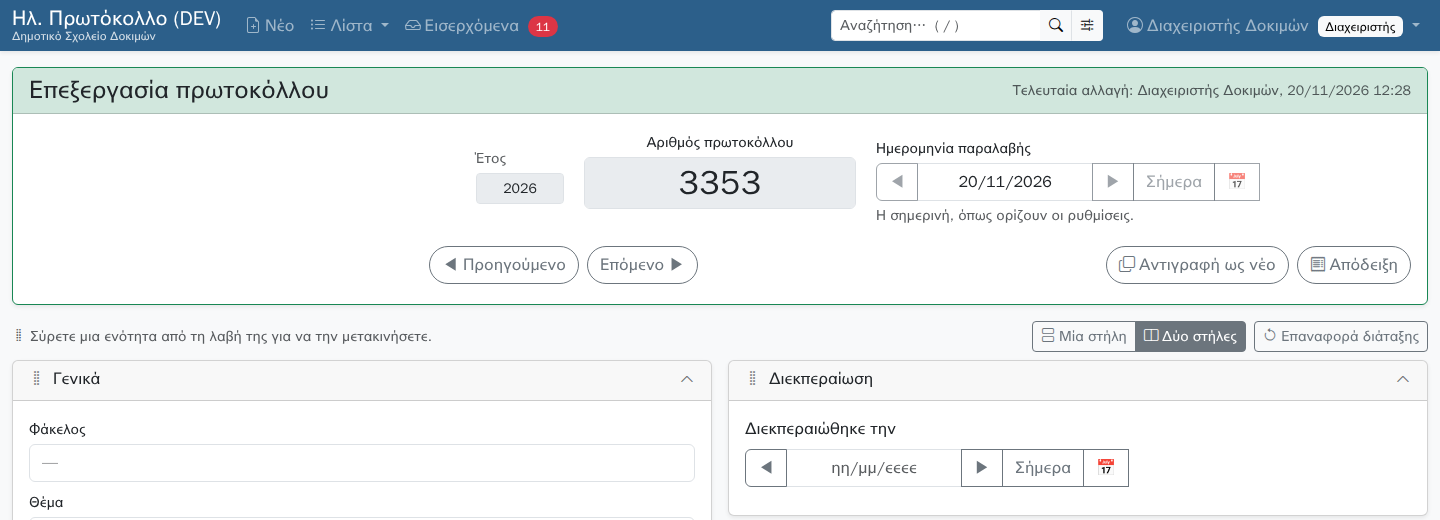 Ηλ. Πρωτόκολλο (DEV)
Δημοτικό Σχολείο Δοκιμών
Νέο
Λίστα
Εισερχόμενα 11
Αναζήτηση… ( / )
Διαχειριστής Δοκιμών Διαχειριστής
Επεξεργασία πρωτοκόλλου
Τελευταία αλλαγή: Διαχειριστής Δοκιμών, 20/11/2026 12:28
Έτος
2026
Αριθμός πρωτοκόλλου
3353
Ημερομηνία παραλαβής
20/11/2026
Σήμερα
Η σημερινή, όπως ορίζουν οι ρυθμίσεις.
◀ Προηγούμενο
Επόμενο ▶
Αντιγραφή ως νέο
Απόδειξη
Σύρετε μια ενότητα από τη λαβή της για να την μετακινήσετε.
Μία στήλη
Δύο στήλες
Επαναφορά διάταξης
Γενικά
Φάκελος
—
Θέμα
Διεκπεραίωση
Διεκπεραιώθηκε την
ηη/μμ/εεεε
Σήμερα